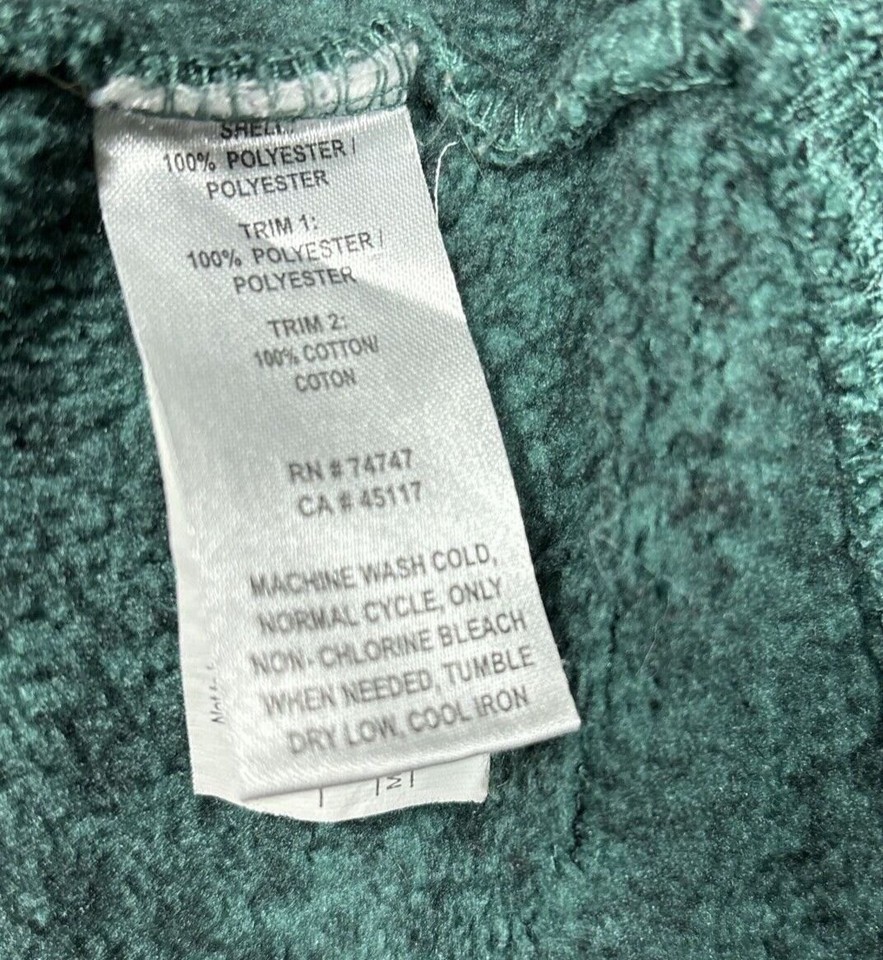 SHELL:
100% POLYESTER /
POLYESTER
TRIM 1:
100% POLYESTER /
POLYESTER
TRIM 2:
100% COTTON/
COTON
RN # 74747
CA # 45117
MACHINE WASH COLD,
NORMAL CYCLE, ONLY
NON-CHLORINE BLEACH
WHEN NEEDED, TUMBLE
DRY LOW, COOL IRON